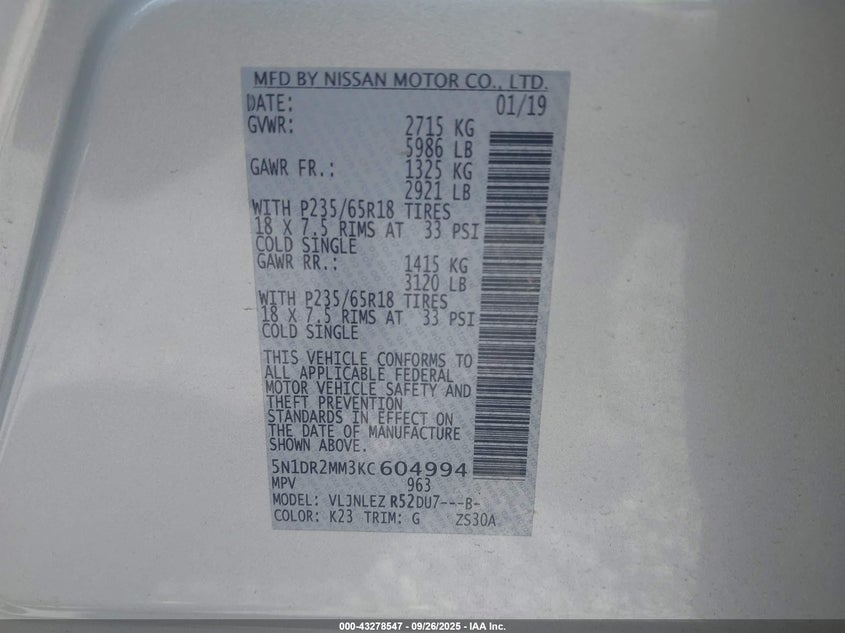 MFD BY NISSAN MOTOR CO., LTD.
DATE: 01/19
GVWR: 2715 KG
5986 LB
GAWR FR.: 1325 KG
2921 LB
WITH P235/65R18 TIRES
18 X 7.5 RIMS AT 33 PSI
COLD SINGLE
GAWR RR.: 1415 KG
3120 LB
WITH P235/65R18 TIRES
18 X 7.5 RIMS AT 33 PSI
COLD SINGLE
THIS VEHICLE CONFORMS TO
ALL APPLICABLE FEDERAL
MOTOR VEHICLE SAFETY AND
THEFT PREVENTION
STANDARDS IN EFFECT ON
THE DATE OF MANUFACTURE
SHOWN ABOVE.
5N1DR2MM3KC604994
MPV 963
MODEL: VLJNLEZ R52DU7---B-
COLOR: K23 TRIM: G ZS30A
000-43278547 - 09/26/2025 - IAA Inc.